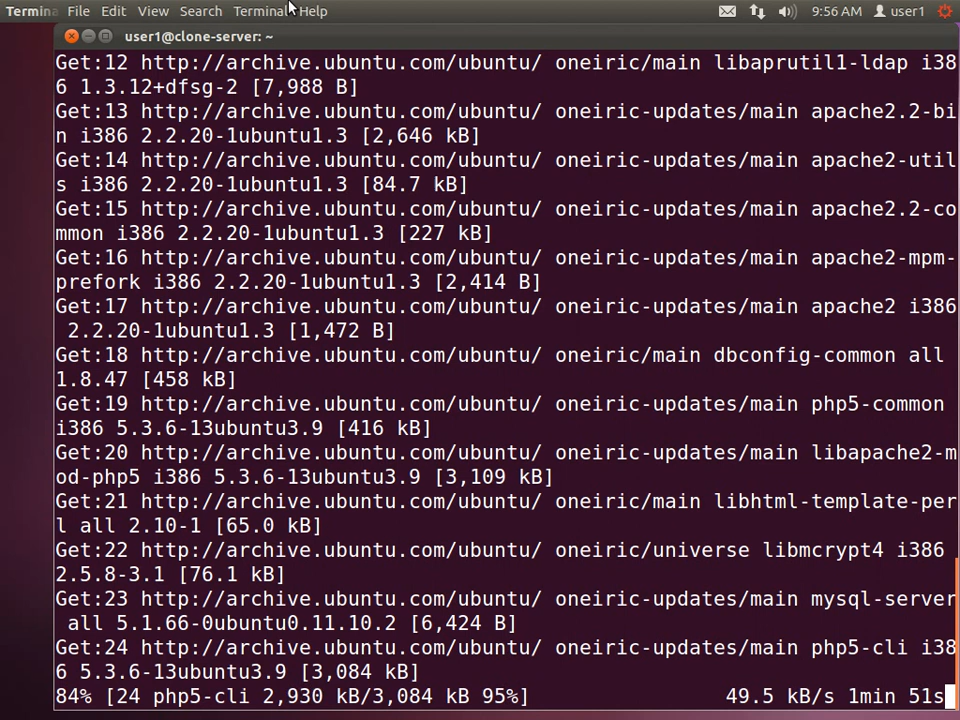 Termina File Edit View Search Terminal Help 9:56 AM user1
user1@clone-server: ~
Get:12 http://archive.ubuntu.com/ubuntu/ oneiric/main libaprutil1-ldap i38
6 1.3.12+dfsg-2 [7,988 B]
Get:13 http://archive.ubuntu.com/ubuntu/ oneiric-updates/main apache2.2-bi
n i386 2.2.20-1ubuntu1.3 [2,646 kB]
Get:14 http://archive.ubuntu.com/ubuntu/ oneiric-updates/main apache2-util
s i386 2.2.20-1ubuntu1.3 [84.7 kB]
Get:15 http://archive.ubuntu.com/ubuntu/ oneiric-updates/main apache2.2-co
mmon i386 2.2.20-1ubuntu1.3 [227 kB]
Get:16 http://archive.ubuntu.com/ubuntu/ oneiric-updates/main apache2-mpm-
prefork i386 2.2.20-1ubuntu1.3 [2,414 B]
Get:17 http://archive.ubuntu.com/ubuntu/ oneiric-updates/main apache2 i386
 2.2.20-1ubuntu1.3 [1,472 B]
Get:18 http://archive.ubuntu.com/ubuntu/ oneiric/main dbconfig-common all
1.8.47 [458 kB]
Get:19 http://archive.ubuntu.com/ubuntu/ oneiric-updates/main php5-common
i386 5.3.6-13ubuntu3.9 [416 kB]
Get:20 http://archive.ubuntu.com/ubuntu/ oneiric-updates/main libapache2-m
od-php5 i386 5.3.6-13ubuntu3.9 [3,109 kB]
Get:21 http://archive.ubuntu.com/ubuntu/ oneiric/main libhtml-template-per
l all 2.10-1 [65.0 kB]
Get:22 http://archive.ubuntu.com/ubuntu/ oneiric/universe libmcrypt4 i386
2.5.8-3.1 [76.1 kB]
Get:23 http://archive.ubuntu.com/ubuntu/ oneiric-updates/main mysql-server
 all 5.1.66-0ubuntu0.11.10.2 [6,424 B]
Get:24 http://archive.ubuntu.com/ubuntu/ oneiric-updates/main php5-cli i38
6 5.3.6-13ubuntu3.9 [3,084 kB]
84% [24 php5-cli 2,930 kB/3,084 kB 95%] 49.5 kB/s 1min 51s